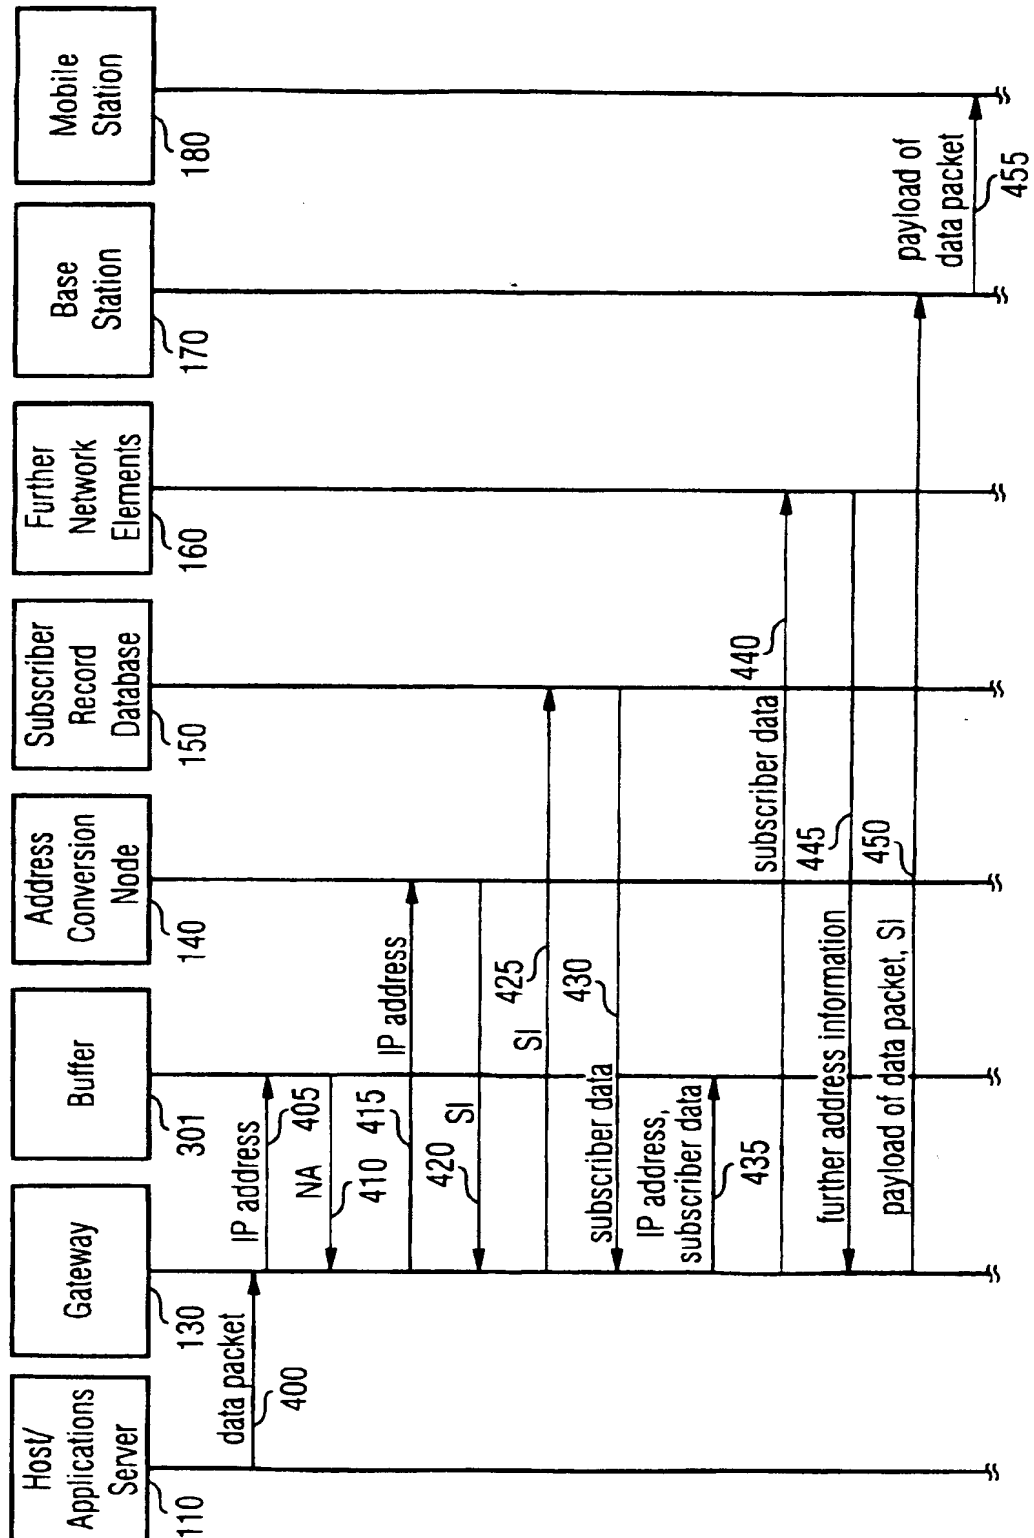 Host/
Applications
Server
110
Gateway
130
Buffer
301
Address
Conversion
Node
140
Subscriber
Record
Database
150
Further
Network
Elements
160
Base
Station
170
Mobile
Station
180
data packet
400
IP address
405
NA
410
IP address
415
SI
420
SI
425
subscriber data
430
IP address,
subscriber data
435
subscriber data
440
further address information
445
payload of data packet, SI
450
payload of
data packet
455